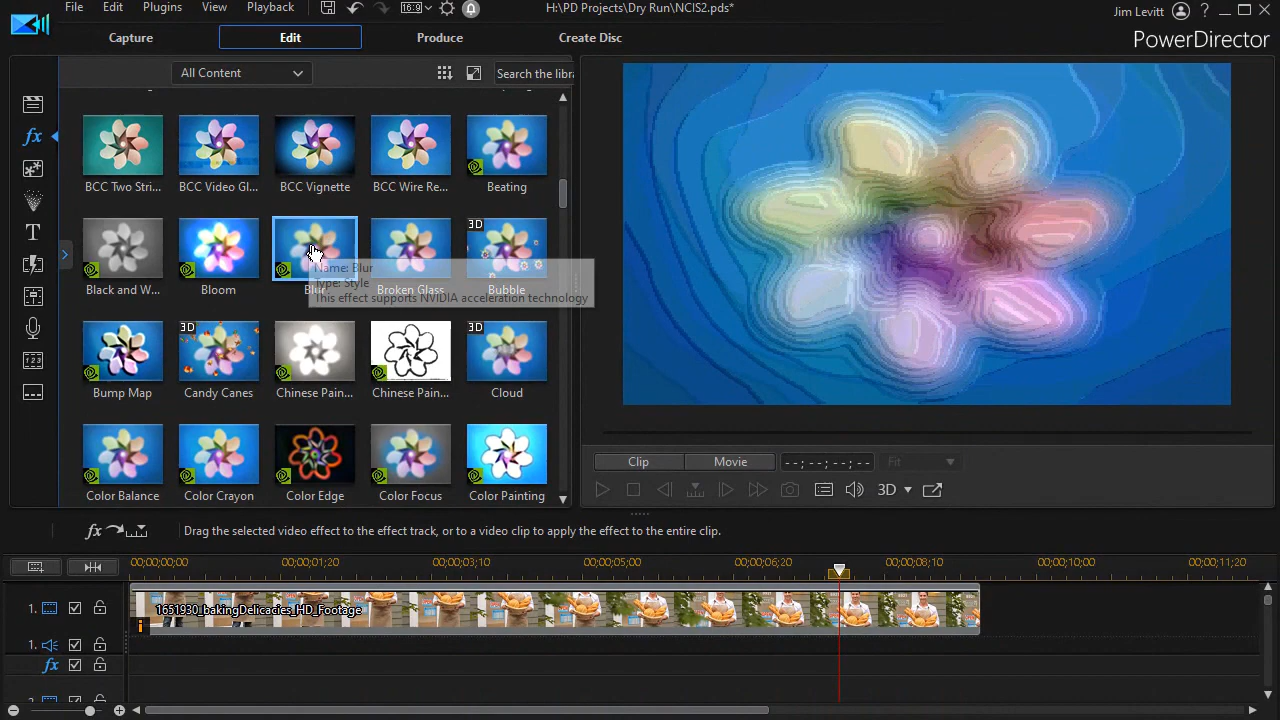 File Edit Plugins View Playback 16:9 H:\PD Projects\Dry Run\NCIS2.pds* Jim Levitt ?
Capture Edit Produce Create Disc PowerDirector
All Content Search the libra
BCC Two Stri... BCC Video Gl... BCC Vignette BCC Wire Re... Beating
3D
Black and W... Bloom Blur Broken Glass Bubble
Name: Blur
Type: Style
This effect supports NVIDIA acceleration technology
3D 3D
Bump Map Candy Canes Chinese Pain... Chinese Pain... Cloud
Color Balance Color Crayon Color Edge Color Focus Color Painting
fx
T
Clip Movie --;--;--;-- Fit
3D
fx Drag the selected video effect to the effect track, or to a video clip to apply the effect to the entire clip.
00;00;00;00 00;00;01;20 00;00;03;10 00;00;05;00 00;00;06;20 00;00;08;10 00;00;10;00 00;00;11;20
1. 1651930_bakingDelicacies_HD_Footage
1.
fx